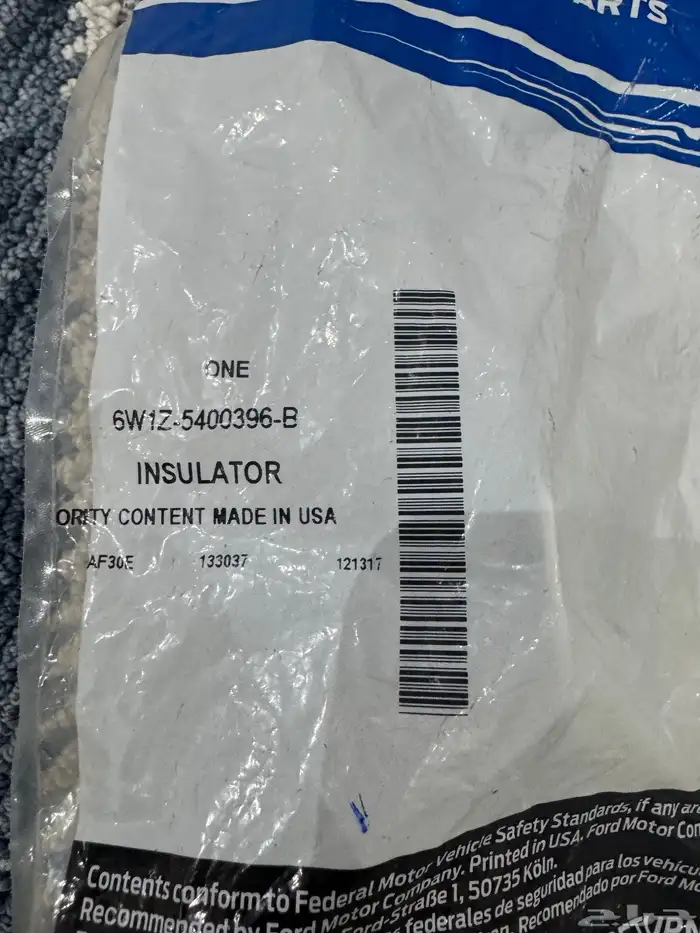 PARTS
ONE
6W1Z-5400396-B
INSULATOR
ORITY CONTENT MADE IN USA
AF30E 133037 121317
Contents conform to Federal Motor Vehicle Safety Standards, if any are
Recommended by Ford Motor Company. Printed in USA. Ford Motor Com
Ford-Straße 1, 50735 Köln.
federales de seguridad para los vehícu
Recomendado por Ford M